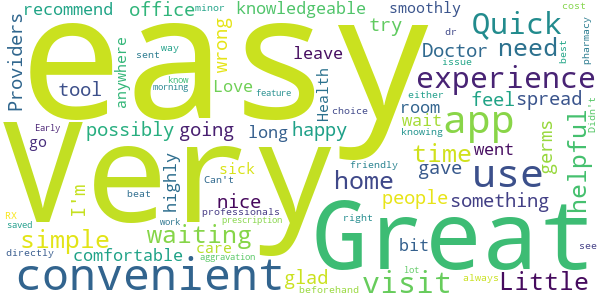 recommend
office
minor
knowledgeable
smoothly
cost
dr
easy
Quick
try
wrong
Providers
anywhere
sent
way
Doctor
need
best
pharmacy
leave
issue
Love
know
morning
feature
tool
Health
experience
either
choice
feel
spread
room
Very
app
Didn't
Early
possibly
going
long
happy
wait
knowing
germs
helpful
go
time
went
friendly
highly
sick
Can't
gave
use
home
I'm
beat
nice
professionals
people
something
RX
saved
work
prescription
Great
right
simple
waiting
bit
see
directly
comfortable
care
aggravation
convenient
glad
beforehand
lot
visit
always
Little